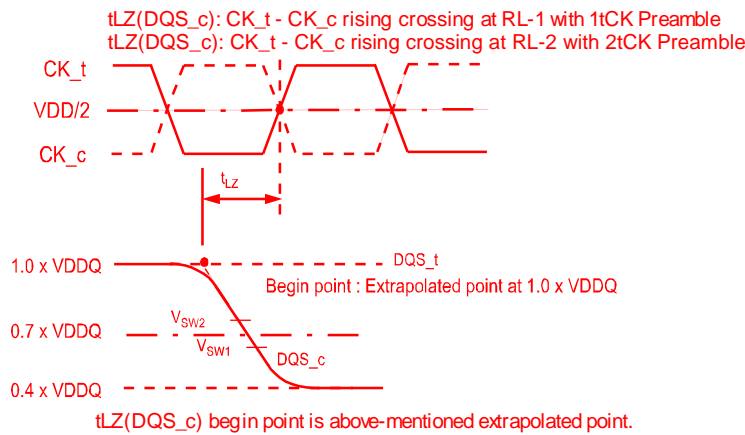 tLZ(DQS_c): CK_t - CK_c rising crossing at RL-1 with 1tCK Preamble
tLZ(DQS_c): CK_t - CK_c rising crossing at RL-2 with 2tCK Preamble
CK_t
VDD/2
CK_c
tLZ
1.0 x VDDQ
DQS_t
Begin point : Extrapolated point at 1.0 x VDDQ
VSW2
0.7 x VDDQ
VSW1
DQS_c
0.4 x VDDQ
tLZ(DQS_c) begin point is above-mentioned extrapolated point.